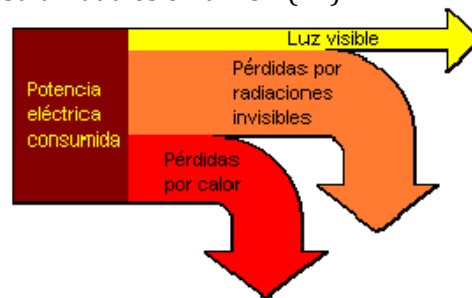 Luz visible
Potencia
eléctrica
consumida
Pérdidas por
radiaciones
invisibles
Pérdidas
por calor